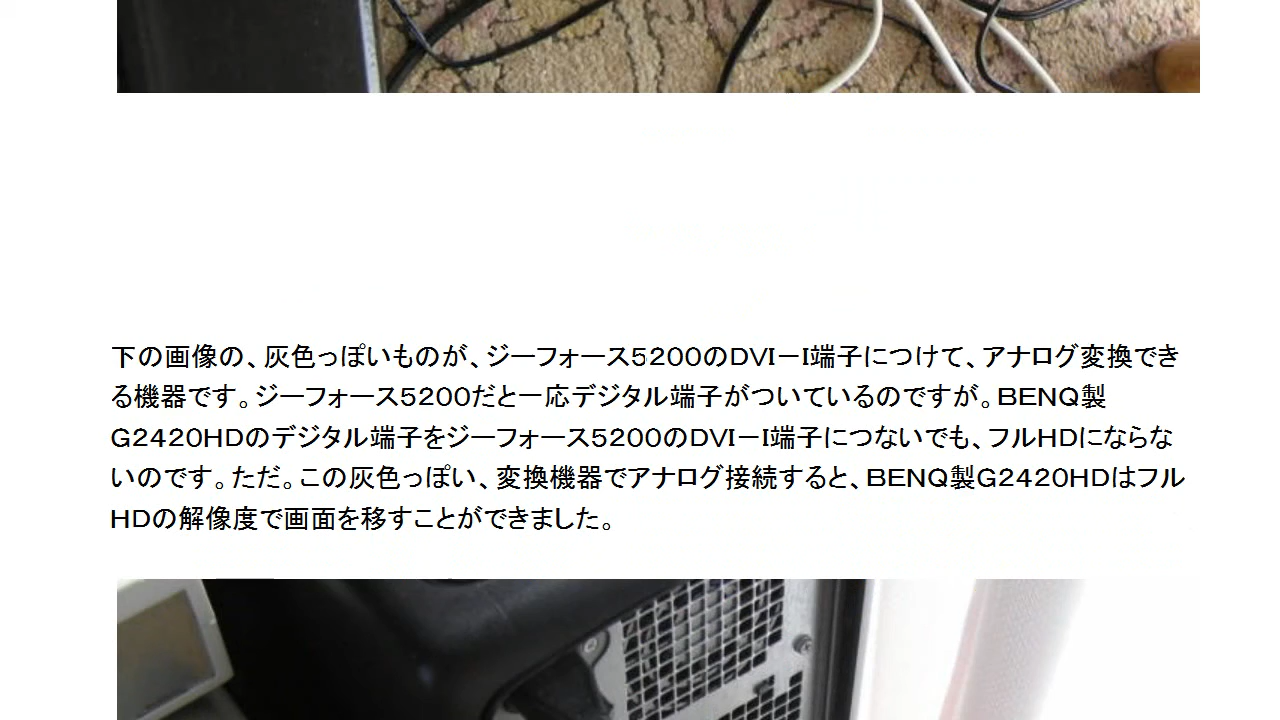 下の画像の、灰色っぽいものが、ジーフォース5200のDVI－I端子につけて、アナログ変換でき
る機器です。ジーフォース5200だと一応デジタル端子がついているのですが。BENQ製
G2420HDのデジタル端子をジーフォース5200のDVI－I端子につないでも、フルHDにならな
いのです。ただ。この灰色っぽい、変換機器でアナログ接続すると、BENQ製G2420HDはフル
HDの解像度で画面を移すことができました。